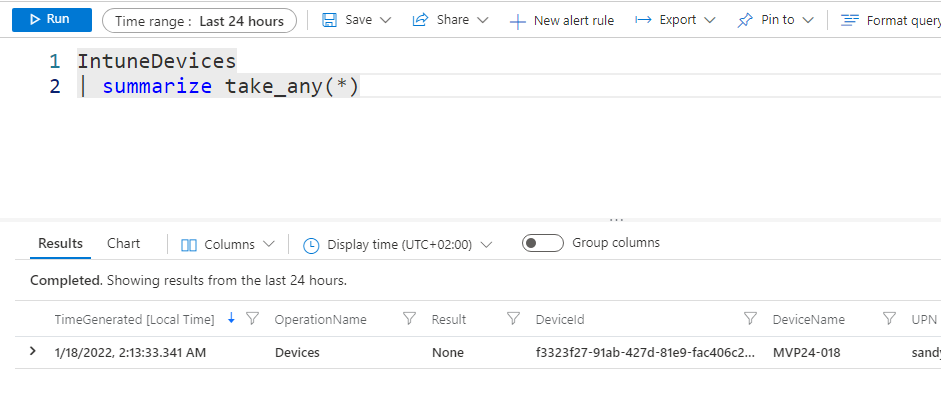 Run Time range : Last 24 hours Save Share New alert rule Export Pin to Format query
1 IntuneDevices
2 | summarize take_any(*)
Results Chart Columns Display time (UTC+02:00) Group columns
Completed. Showing results from the last 24 hours.
TimeGenerated [Local Time] OperationName Result DeviceId DeviceName UPN
1/18/2022, 2:13:33.341 AM Devices None f3323f27-91ab-427d-81e9-fac406c2... MVP24-018 sandy